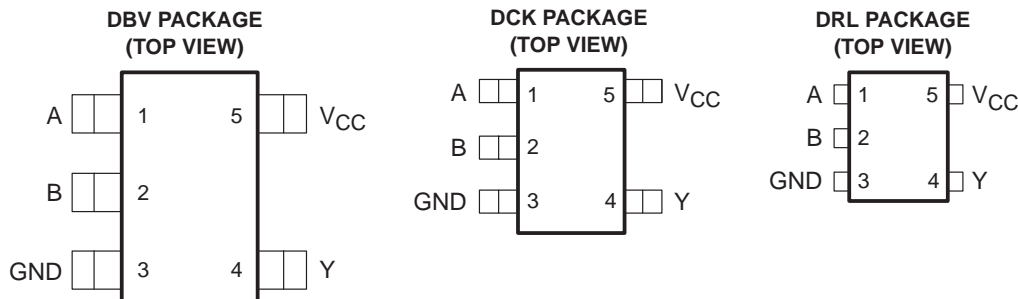 DBV PACKAGE
(TOP VIEW)
A 1 5 VCC
B 2
GND 3 4 Y
DCK PACKAGE
(TOP VIEW)
A 1 5 VCC
B 2
GND 3 4 Y
DRL PACKAGE
(TOP VIEW)
A 1 5 VCC
B 2
GND 3 4 Y